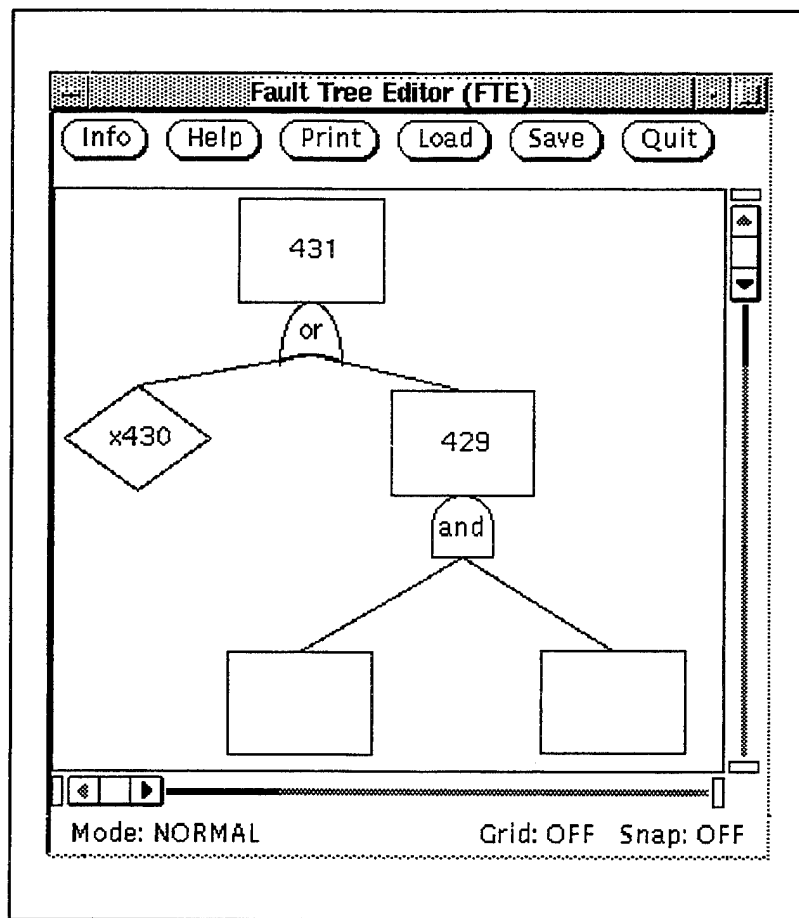 Fault Tree Editor (FTE)
Info Help Print Load Save Quit
431
or
x430
429
and
Mode: NORMAL Grid: OFF Snap: OFF